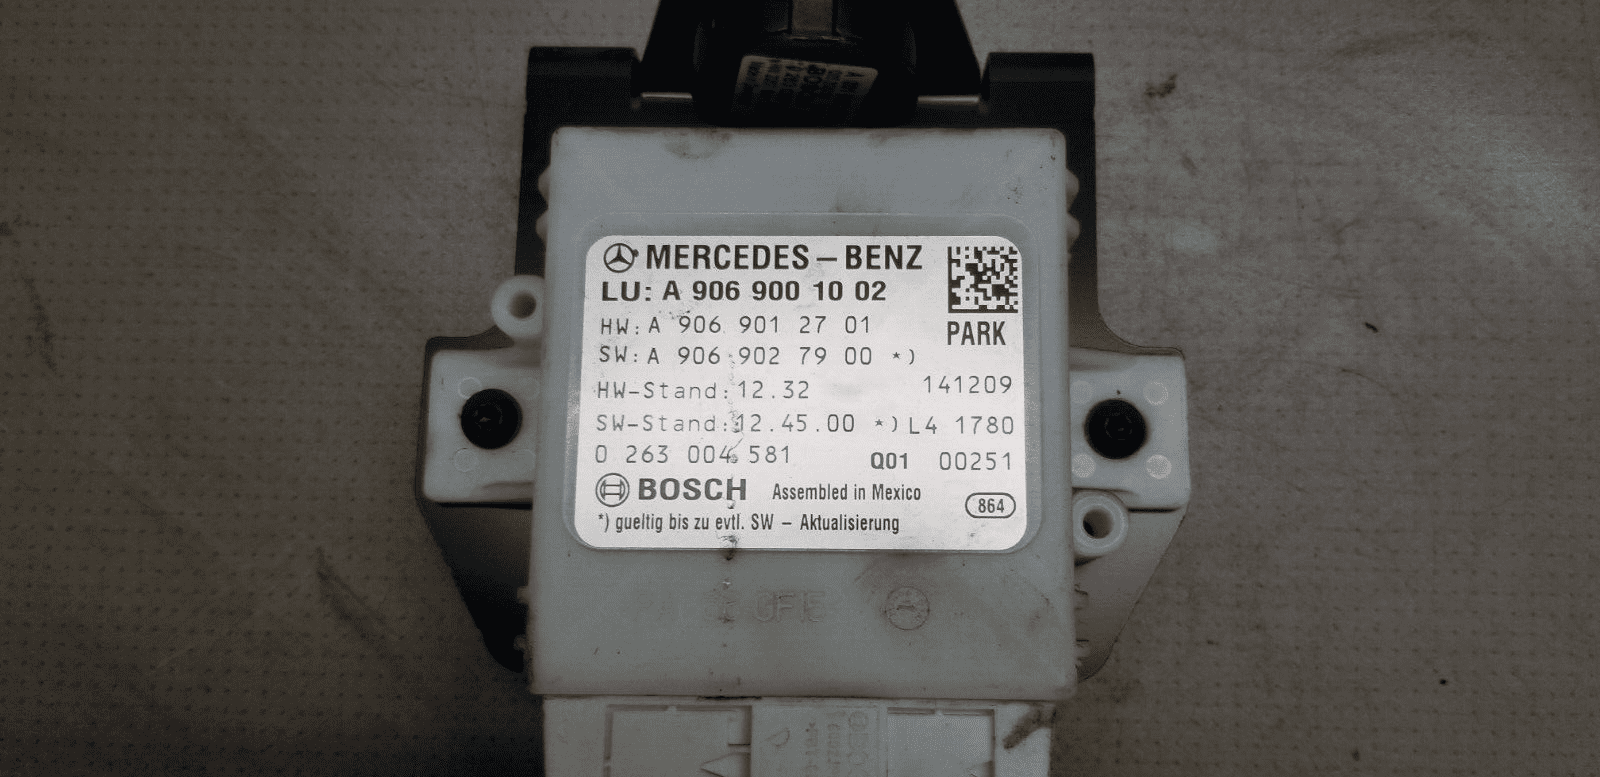 MERCEDES – BENZ
LU: A 906 900 10 02
HW: A 906 901 27 01
PARK
SW: A 906 902 79 00 *)
HW-Stand: 12.32 141209
SW-Stand: 12.45.00 *) L4 1780
0 263 004 581 Q01 00251
BOSCH Assembled in Mexico 864
*) gueltig bis zu evtl. SW – Aktualisierung